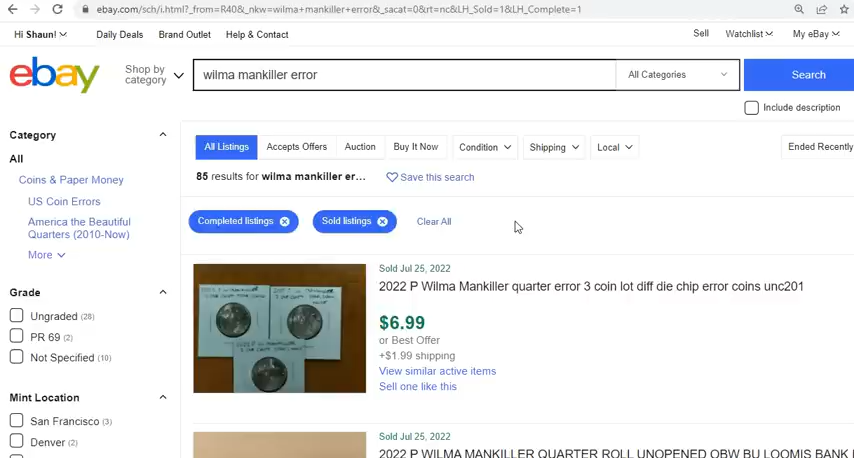 ebay.com/sch/i.html?_from=R40&_nkw=wilma+mankiller+error&_sacat=0&rt=nc&LH_Sold=1&LH_Complete=1
Hi Shaun!
Daily Deals
Brand Outlet
Help & Contact
Sell
Watchlist
My eBay
ebay
Shop by
category
wilma mankiller error
All Categories
Search
Include description
Category
All
Coins & Paper Money
US Coin Errors
America the Beautiful
Quarters (2010-Now)
More
Grade
Ungraded (28)
PR 69 (2)
Not Specified (10)
Mint Location
San Francisco (3)
Denver (2)
All Listings
Accepts Offers
Auction
Buy It Now
Condition
Shipping
Local
Ended Recently
85 results for wilma mankiller er...
Save this search
Completed listings
Sold listings
Clear All
Sold Jul 25, 2022
2022 P Wilma Mankiller quarter error 3 coin lot diff die chip error coins unc201
$6.99
or Best Offer
+$1.99 shipping
View similar active items
Sell one like this
Sold Jul 25, 2022
2022 P WILMA MANKILLER QUARTER ROLL UNOPENED OBW BU LOOMIS BANK